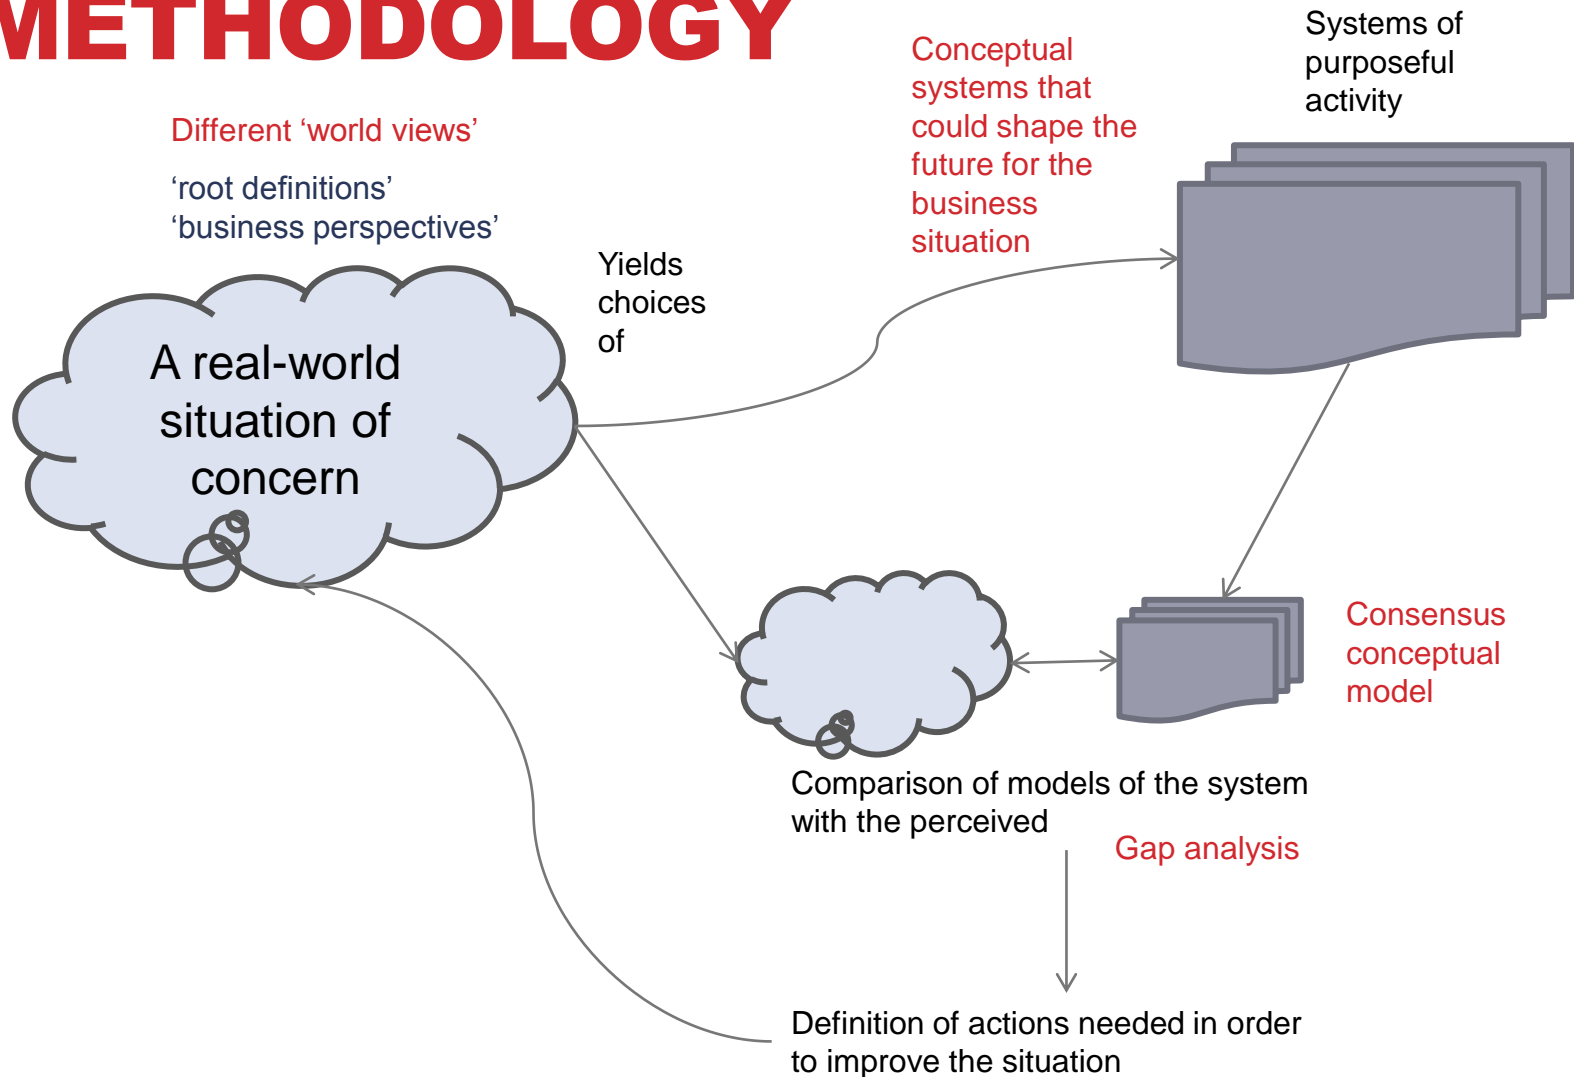 METHODOLOGY
Different ‘world views’
‘root definitions’
‘business perspectives’
A real-world
situation of
concern
Yields
choices
of
Conceptual
systems that
could shape the
future for the
business
situation
Systems of
purposeful
activity
Consensus
conceptual
model
Comparison of models of the system
with the perceived
Gap analysis
Definition of actions needed in order
to improve the situation